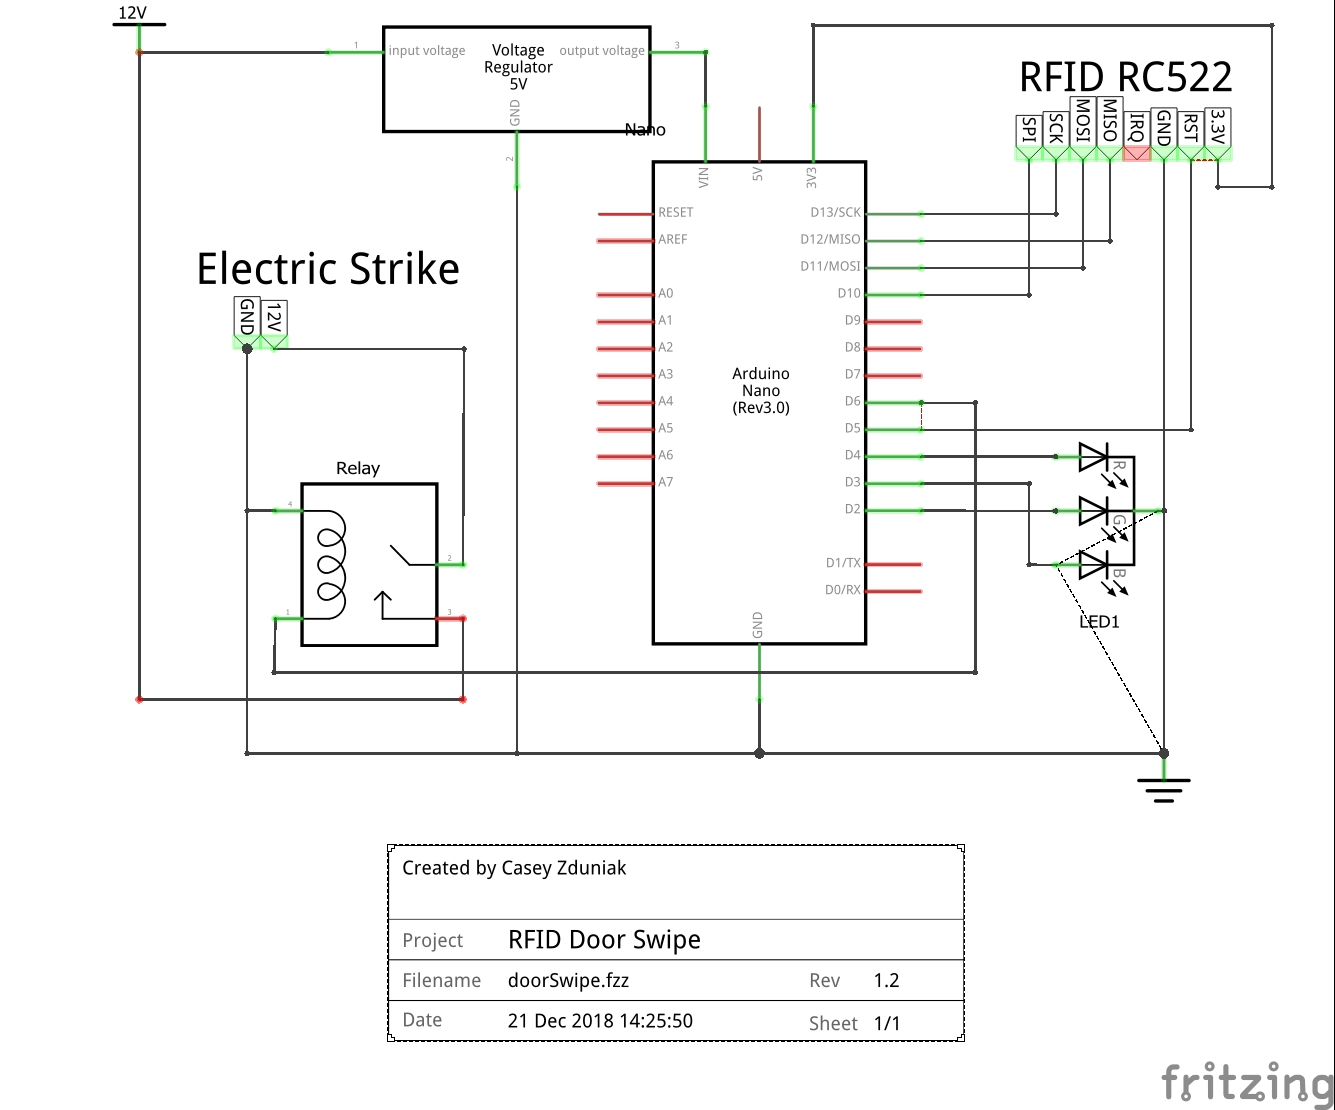 12V
1 input voltage Voltage output voltage 3
Regulator
5V
GND
2
Nano
RFID RC522
SPI SCK MOSI MISO IRQ GND RST 3.3V
VIN 5V 3V3
RESET D13/SCK
AREF D12/MISO
D11/MOSI
A0 D10
A1 D9
A2 D8
A3 D7
A4 D6
A5 D5
A6 D4
A7 D3
D2
D1/TX
D0/RX
Arduino
Nano
(Rev3.0)
GND
Electric Strike
GND 12V
Relay
4
2
1
3
R
G
B
LED1
Created by Casey Zduniak
Project RFID Door Swipe
Filename doorSwipe.fzz Rev 1.2
Date 21 Dec 2018 14:25:50 Sheet 1/1
fritzing